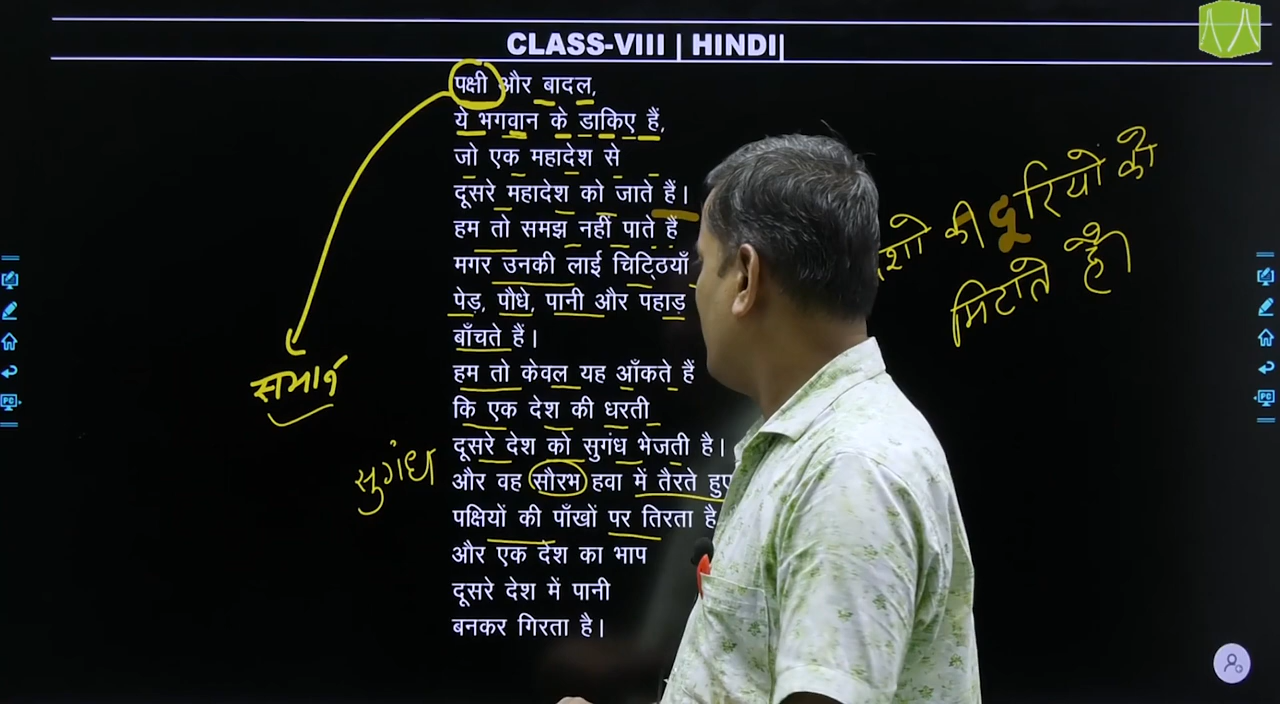 CLASS-VIII | HINDI|
पक्षी और बादल,
ये भगवान के डाकिए हैं,
जो एक महादेश से
दूसरे महादेश को जाते हैं।
हम तो समझ नहीं पाते हैं
मगर उनकी लाई चिट्ठियाँ
पेड़, पौधे, पानी और पहाड़
बाँचते हैं।
हम तो केवल यह आँकते हैं
कि एक देश की धरती
दूसरे देश को सुगंध भेजती है।
और वह सौरभ हवा में तैरते हुए
पक्षियों की पाँखों पर तिरता है
और एक देश का भाप
दूसरे देश में पानी
बनकर गिरता है।
सुगंध
की दूरियों को
मिटाते है।
PC
PC